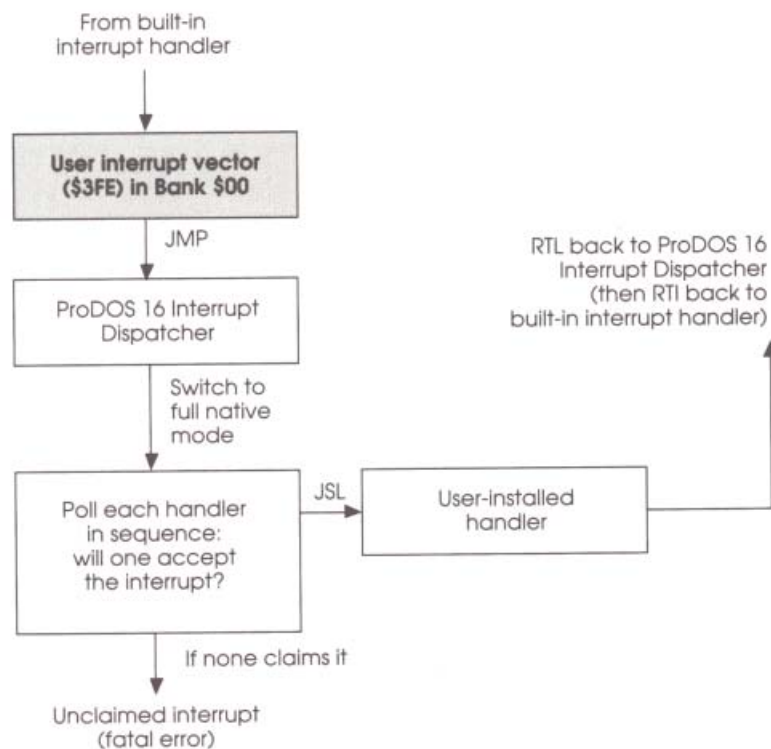 From built-in
interrupt handler
User interrupt vector
($3FE) in Bank $00
JMP
ProDOS 16 Interrupt
Dispatcher
Switch to
full native
mode
Poll each handler
in sequence:
will one accept
the interrupt?
JSL
User-installed
handler
RTL back to ProDOS 16
Interrupt Dispatcher
(then RTI back to
built-in interrupt handler)
If none claims it
Unclaimed interrupt
(fatal error)